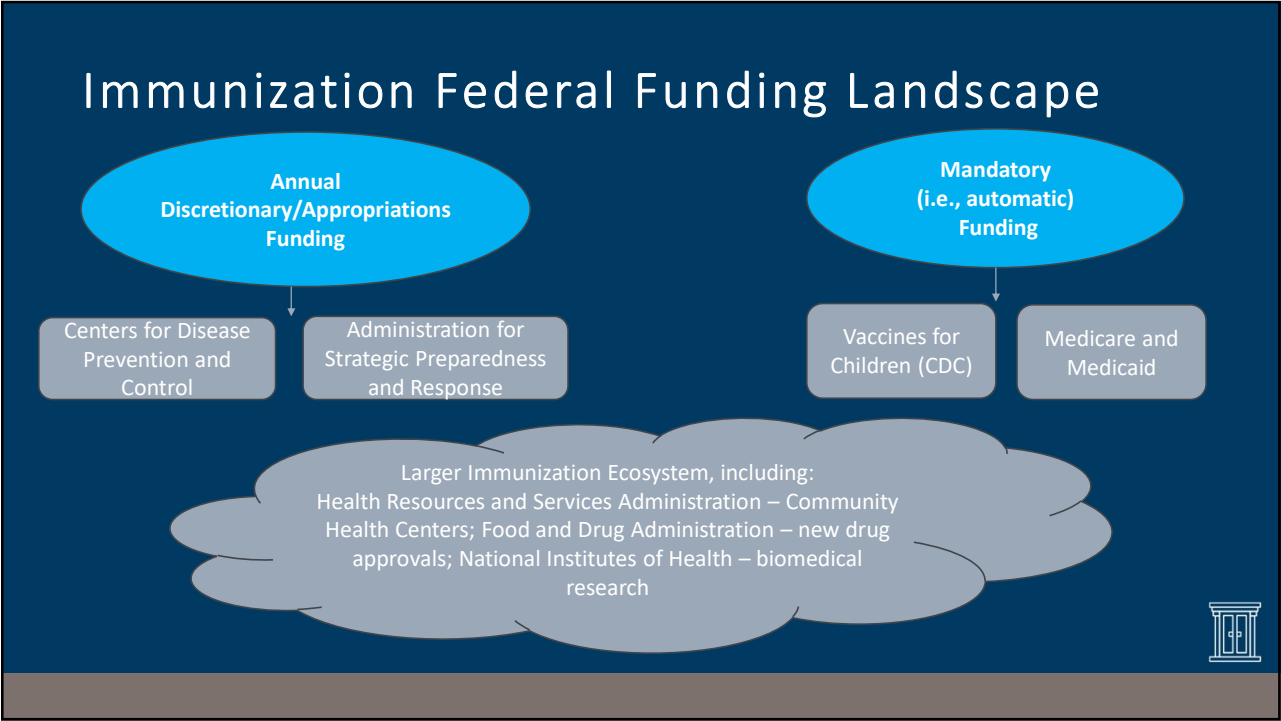 Immunization Federal Funding Landscape
Annual
Discretionary/Appropriations
Funding
Mandatory
(i.e., automatic)
Funding
Centers for Disease
Prevention and
Control
Administration for
Strategic Preparedness
and Response
Vaccines for
Children (CDC)
Medicare and
Medicaid
Larger Immunization Ecosystem, including:
Health Resources and Services Administration – Community
Health Centers; Food and Drug Administration – new drug
approvals; National Institutes of Health – biomedical
research